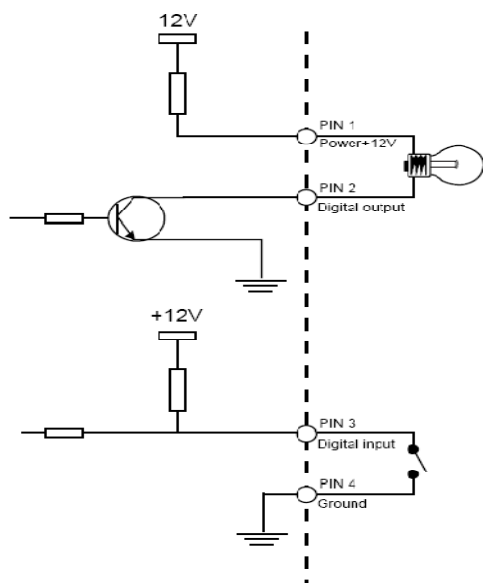 12V
PIN 1
Power+12V
PIN 2
Digital output
+12V
PIN 3
Digital input
PIN 4
Ground